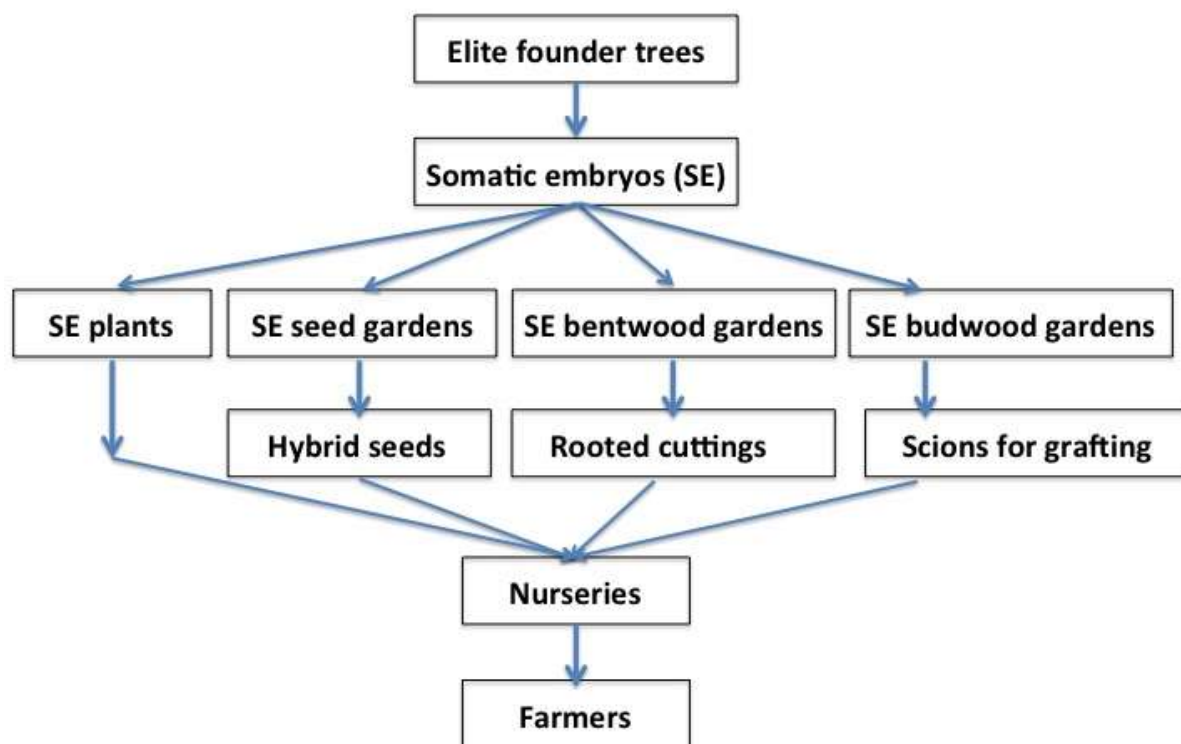 Elite founder trees
Somatic embryos (SE)
SE plants
SE seed gardens
SE bentwood gardens
SE budwood gardens
Hybrid seeds
Rooted cuttings
Scions for grafting
Nurseries
Farmers